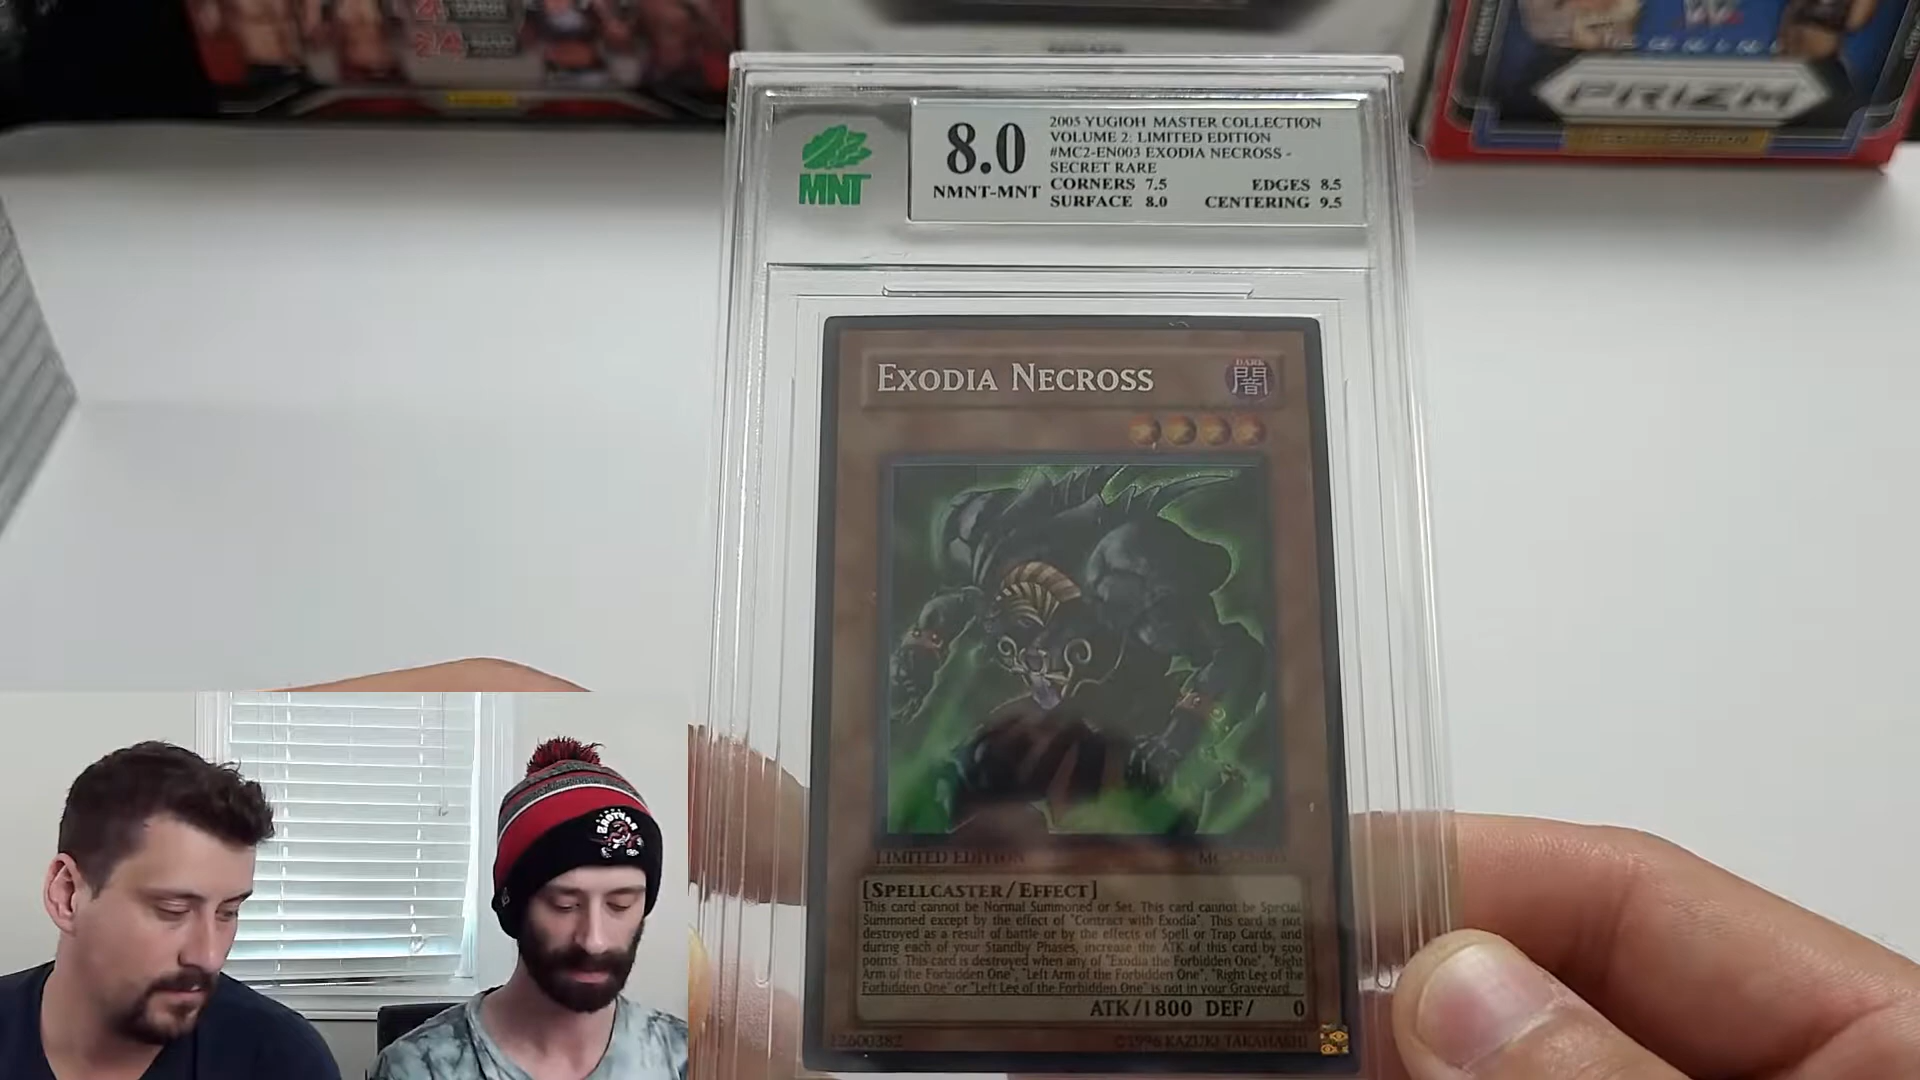 PRIZM
MNT
8.0
NMNT-MNT
2005 YUGIOH MASTER COLLECTION
VOLUME 2: LIMITED EDITION
#MC2-EN003 EXODIA NECROSS -
SECRET RARE
CORNERS 7.5 EDGES 8.5
SURFACE 8.0 CENTERING 9.5
EXODIA NECROSS
DARK
闇
LIMITED EDITION
[SPELLCASTER/EFFECT]
This card cannot be Normal Summoned or Set. This card cannot be Special
Summoned except by the effect of "Contract with Exodia". This card is not
destroyed as a result of battle or by the effects of Spell or Trap Cards, and
during each of your Standby Phases, increase the ATK of this card by 500
points. This card is destroyed when any of "Exodia the Forbidden One", "Right
Arm of the Forbidden One", "Left Arm of the Forbidden One", "Right Leg of the
Forbidden One" or "Left Leg of the Forbidden One" is not in your Graveyard.
ATK/1800 DEF/ 0
©1996 KAZUKI TAKAHASHI